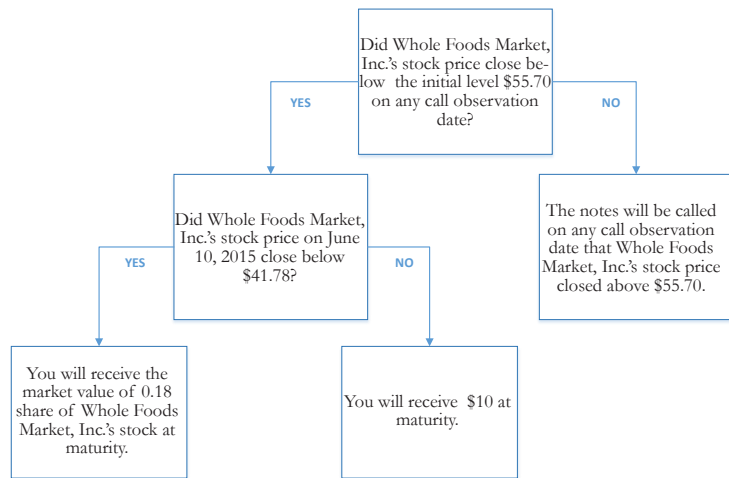 Did Whole Foods Market,
Inc.'s stock price close be-
low the initial level $55.70
on any call observation
date?
YES
NO
Did Whole Foods Market,
Inc.'s stock price on June
10, 2015 close below
$41.78?
The notes will be called
on any call observation
date that Whole Foods
Market, Inc.'s stock price
closed above $55.70.
YES
NO
You will receive the
market value of 0.18
share of Whole Foods
Market, Inc.'s stock at
maturity.
You will receive $10 at
maturity.